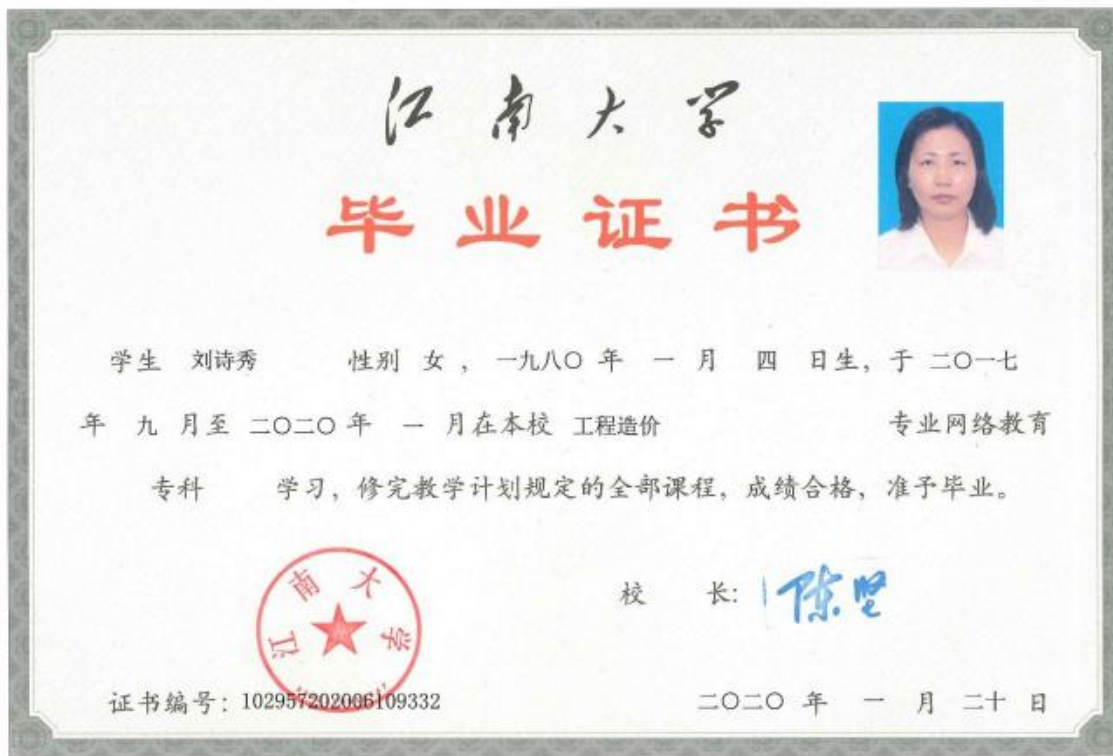 江南大学
毕业证书
学生 刘诗秀 性别 女 ，一九八〇 年 一 月 四 日生，于 二〇一七
年 九 月至 二〇二〇 年 一 月在本校 工程造价 专业网络教育
专科 学习，修完教学计划规定的全部课程，成绩合格，准予毕业。
江南大学
校 长: 陈坚
证书编号: 102957202006109332
二〇二〇 年 一 月 二十 日